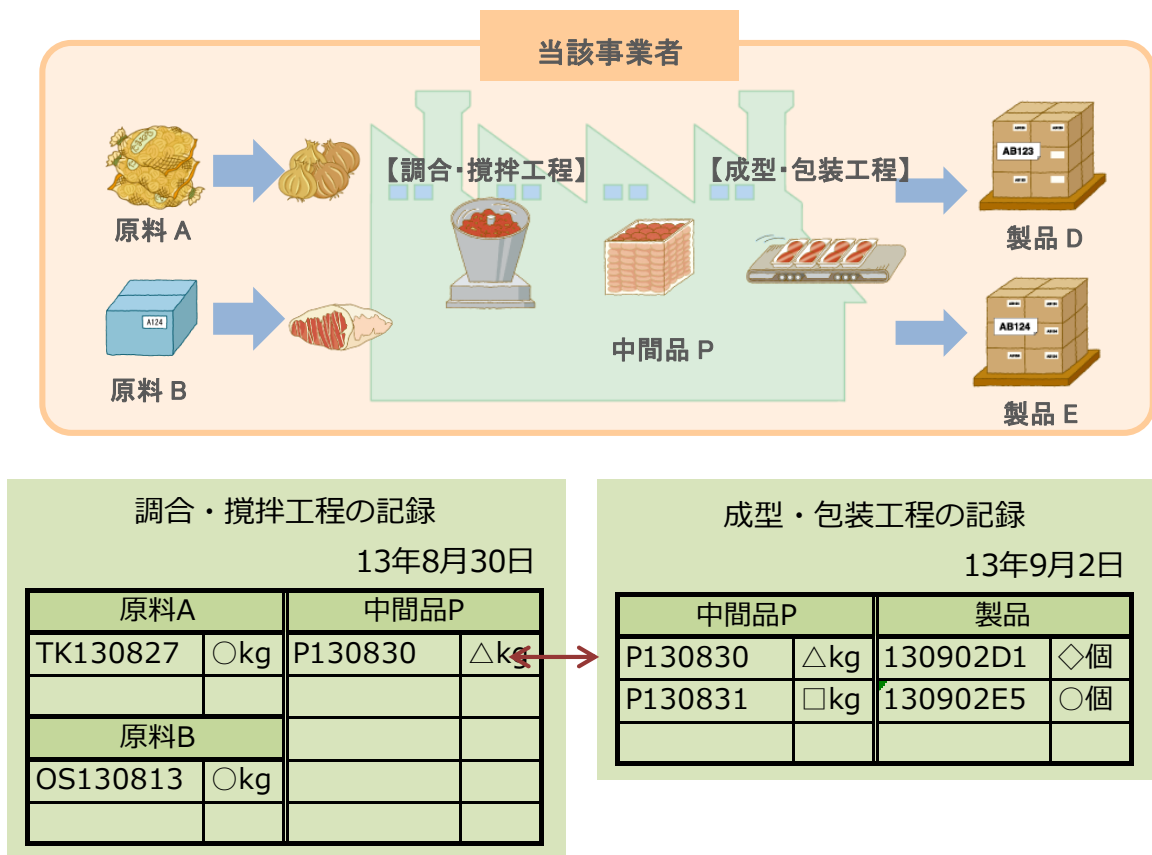 当該事業者
【調合・撹拌工程】
【成型・包装工程】
AB123
原料 A
製品 D
A124
中間品 P
AB124
原料 B
製品 E
調合・撹拌工程の記録
13年8月30日
原料A 中間品P
TK130827 ○kg P130830 △kg
原料B
OS130813 ○kg
成型・包装工程の記録
13年9月2日
中間品P 製品
P130830 △kg 130902D1 ◇個
P130831 □kg 130902E5 ○個